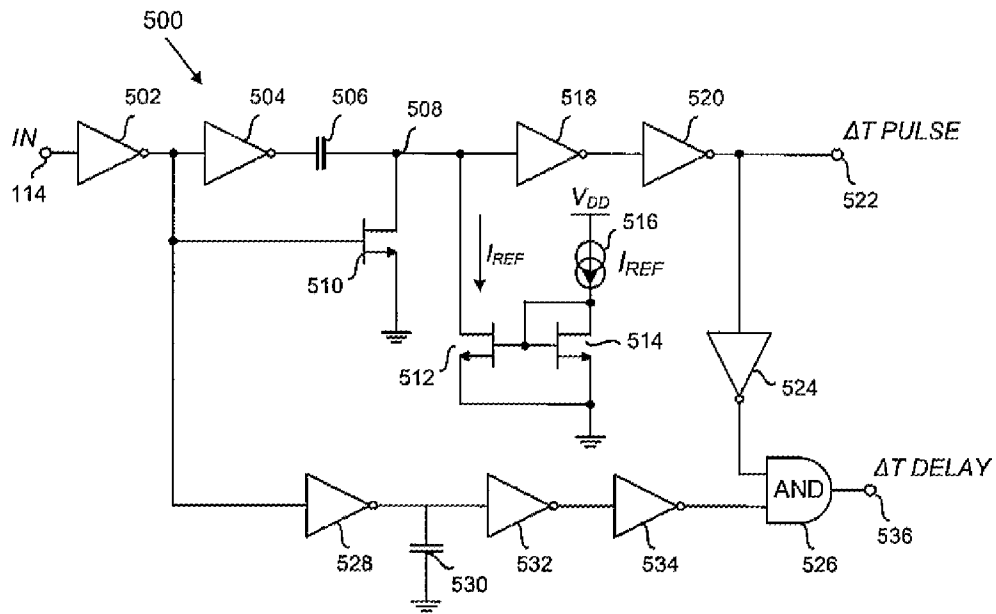 500
502
504
506
508
518
520
IN
ΔT PULSE
114
522
V_DD
516
I_REF
I_REF
510
512
514
524
ΔT DELAY
AND
528
530
532
534
526
536